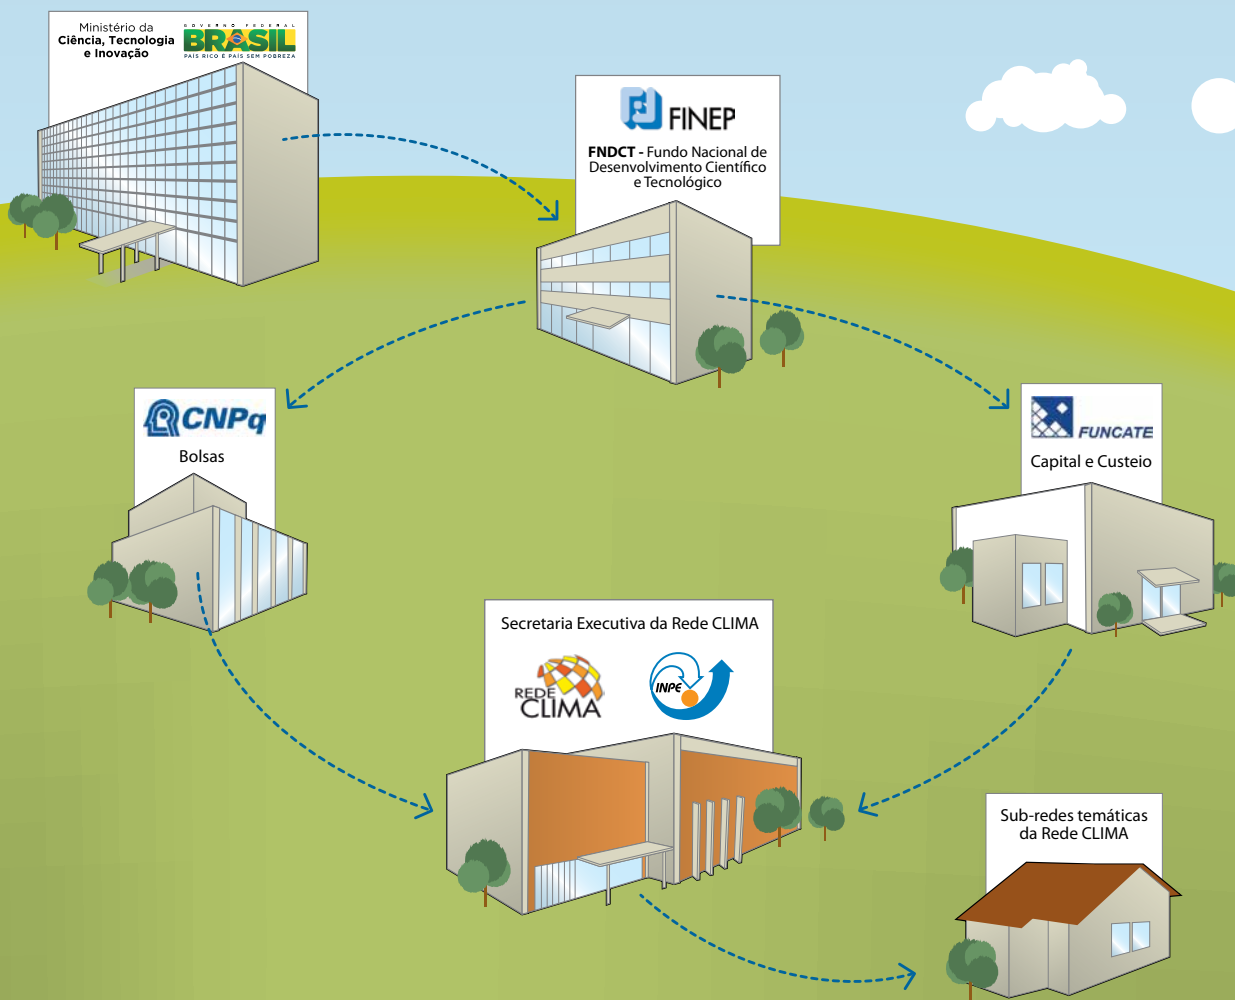 Ministério da
Ciência, Tecnologia
e Inovação
GOVERNO FEDERAL
BRASIL
PAÍS RICO É PAÍS SEM POBREZA
FINEP
FNDCT - Fundo Nacional de
Desenvolvimento Científico
e Tecnológico
CNPq
Bolsas
FUNCATE
Capital e Custeio
Secretaria Executiva da Rede CLIMA
REDE
CLIMA
INPE
Sub-redes temáticas
da Rede CLIMA